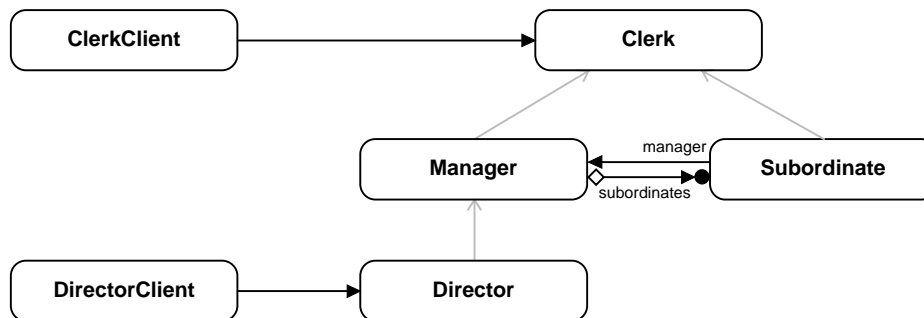 ClerkClient
Clerk
manager
Manager
Subordinate
subordinates
DirectorClient
Director